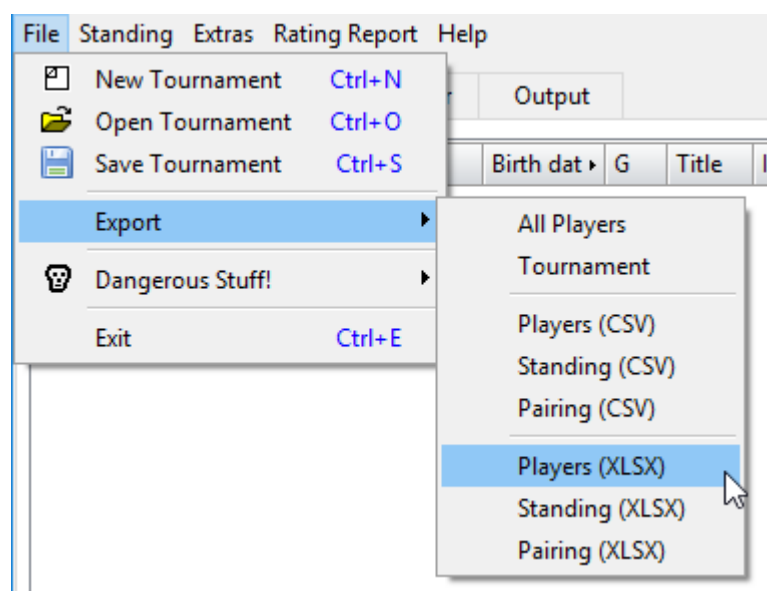 File Standing Extras Rating Report Help
New Tournament Ctrl+N
Output
Open Tournament Ctrl+O
Save Tournament Ctrl+S
Birth dat G Title
Export
All Players
Tournament
Dangerous Stuff!
Players (CSV)
Exit Ctrl+E
Standing (CSV)
Pairing (CSV)
Players (XLSX)
Standing (XLSX)
Pairing (XLSX)